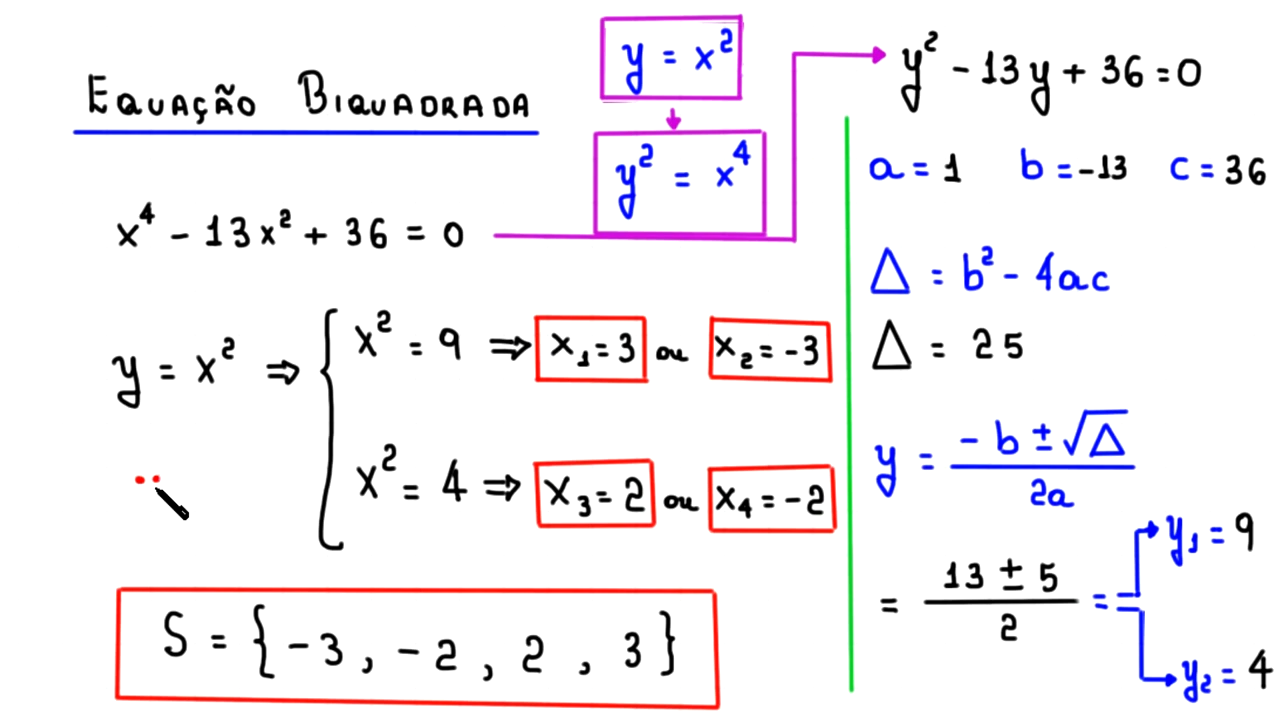 EQUAÇÃO BIQUADRADA
y = x²
y² = x⁴
x⁴ - 13x² + 36 = 0
y = x² ⇒ {
x² = 9 ⇒ x₁ = 3 ou x₂ = -3
x² = 4 ⇒ x₃ = 2 ou x₄ = -2
S = {-3, -2, 2, 3}
y² - 13y + 36 = 0
a = 1 b = -13 c = 36
Δ = b² - 4ac
Δ = 25
y = (-b ± √Δ)/2a
= (13 ± 5)/2 =
y₁ = 9
y₂ = 4